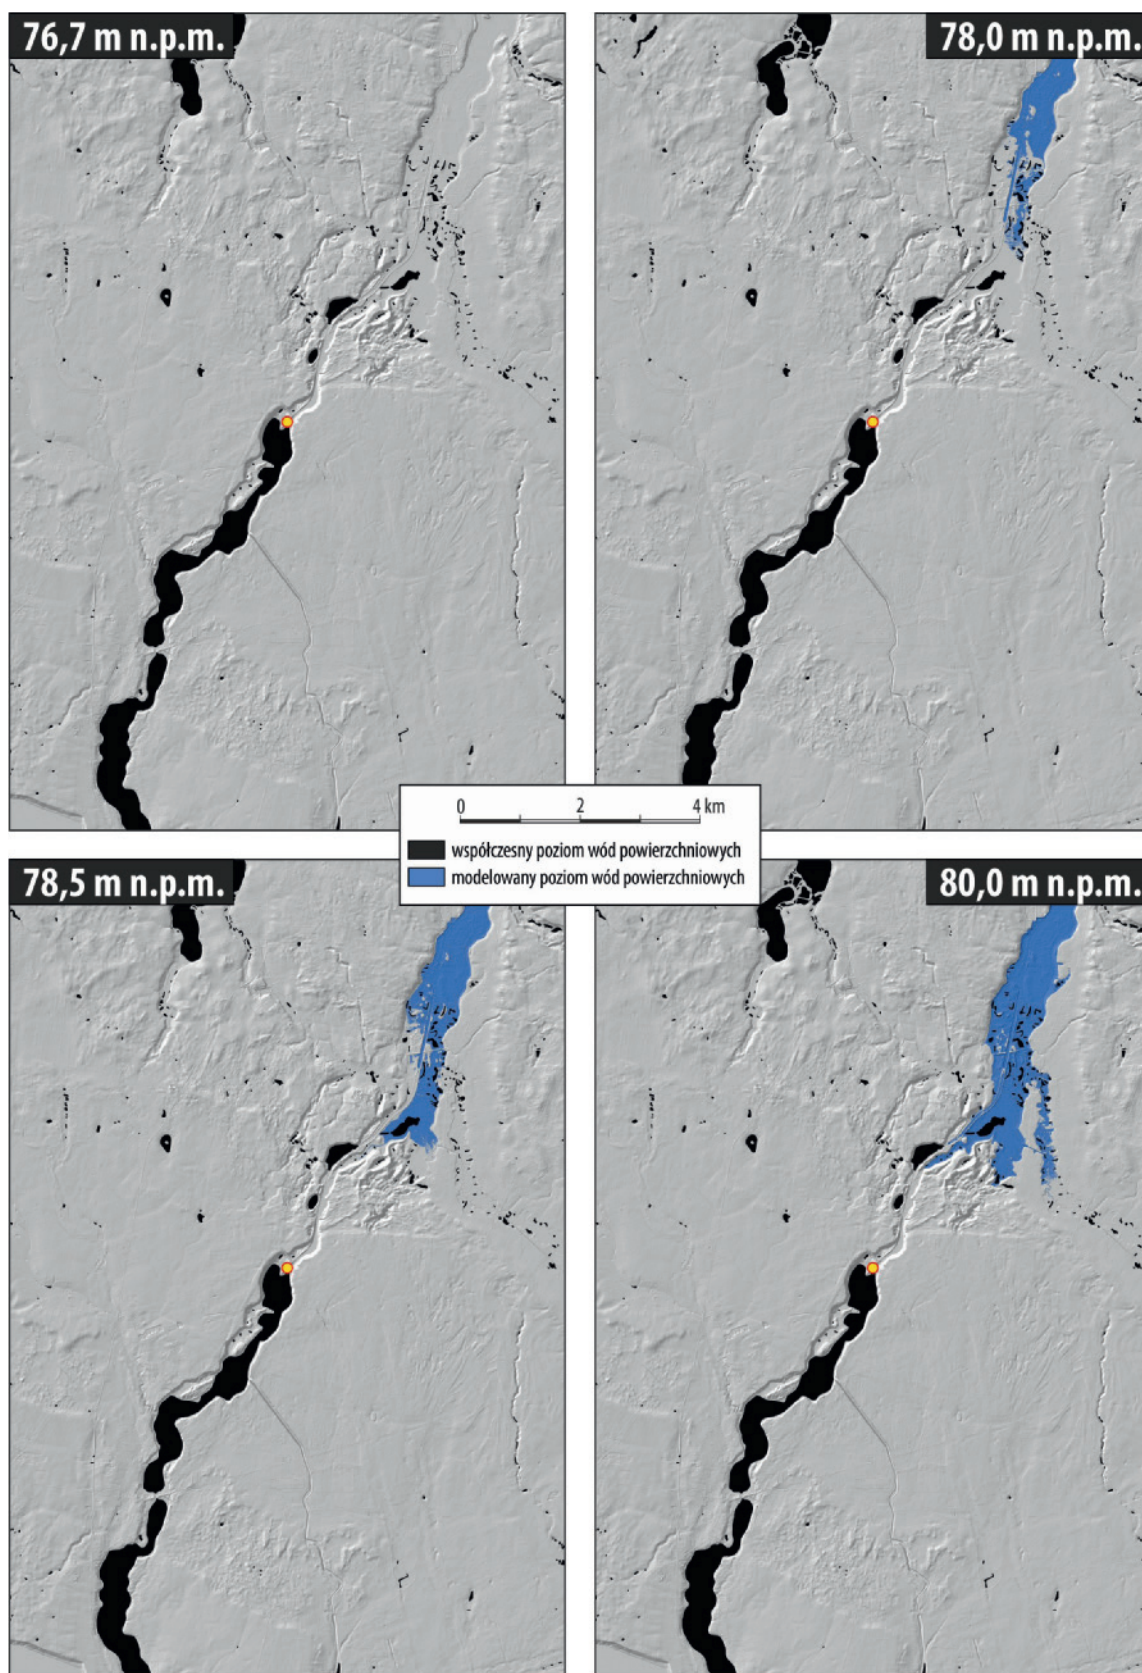 76,7 m n.p.m.
78,0 m n.p.m.
0 2 4 km
współczesny poziom wód powierzchniowych
modelowany poziom wód powierzchniowych
78,5 m n.p.m.
80,0 m n.p.m.